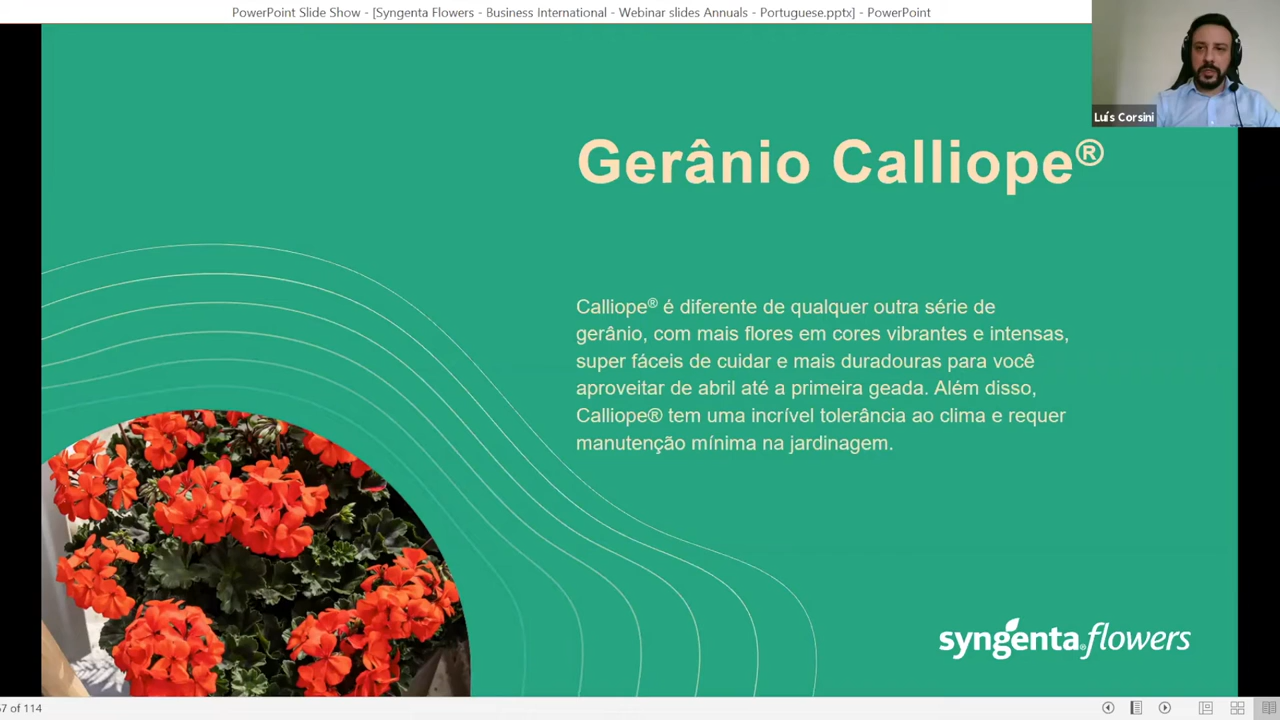 PowerPoint Slide Show - [Syngenta Flowers - Business International - Webinar slides Annuals - Portuguese.pptx] - PowerPoint
Luís Corsini
Gerânio Calliope®
Calliope® é diferente de qualquer outra série de
gerânio, com mais flores em cores vibrantes e intensas,
super fáceis de cuidar e mais duradouras para você
aproveitar de abril até a primeira geada. Além disso,
Calliope® tem uma incrível tolerância ao clima e requer
manutenção mínima na jardinagem.
syngenta® flowers
7 of 114